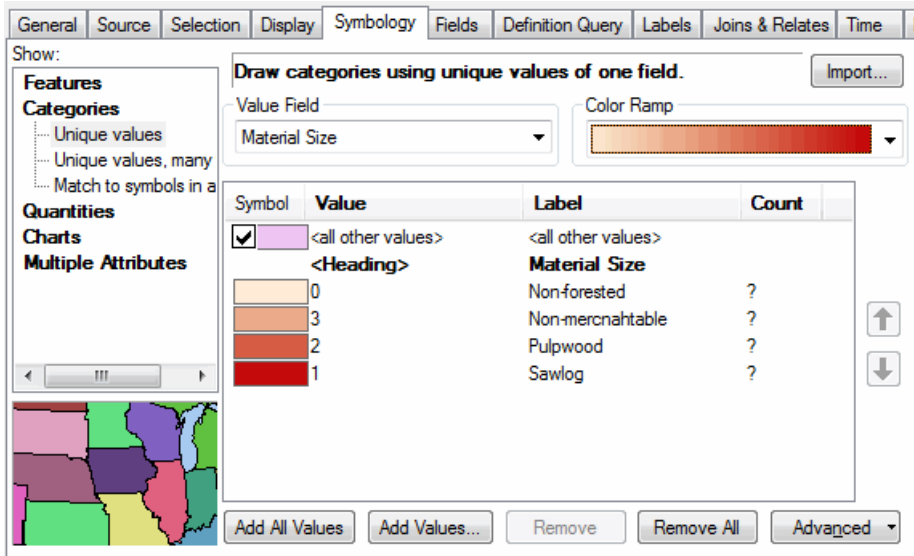 General Source Selection Display Symbology Fields Definition Query Labels Joins & Relates Time
Show:
Features
Categories
Unique values
Unique values, many
Match to symbols in a
Quantities
Charts
Multiple Attributes
Draw categories using unique values of one field.
Import...
Value Field
Material Size
Color Ramp
Symbol Value Label Count
<all other values> <all other values>
<Heading> Material Size
0 Non-forested ?
3 Non-mercnahtable ?
2 Pulpwood ?
1 Sawlog ?
Add All Values Add Values... Remove Remove All Advanced